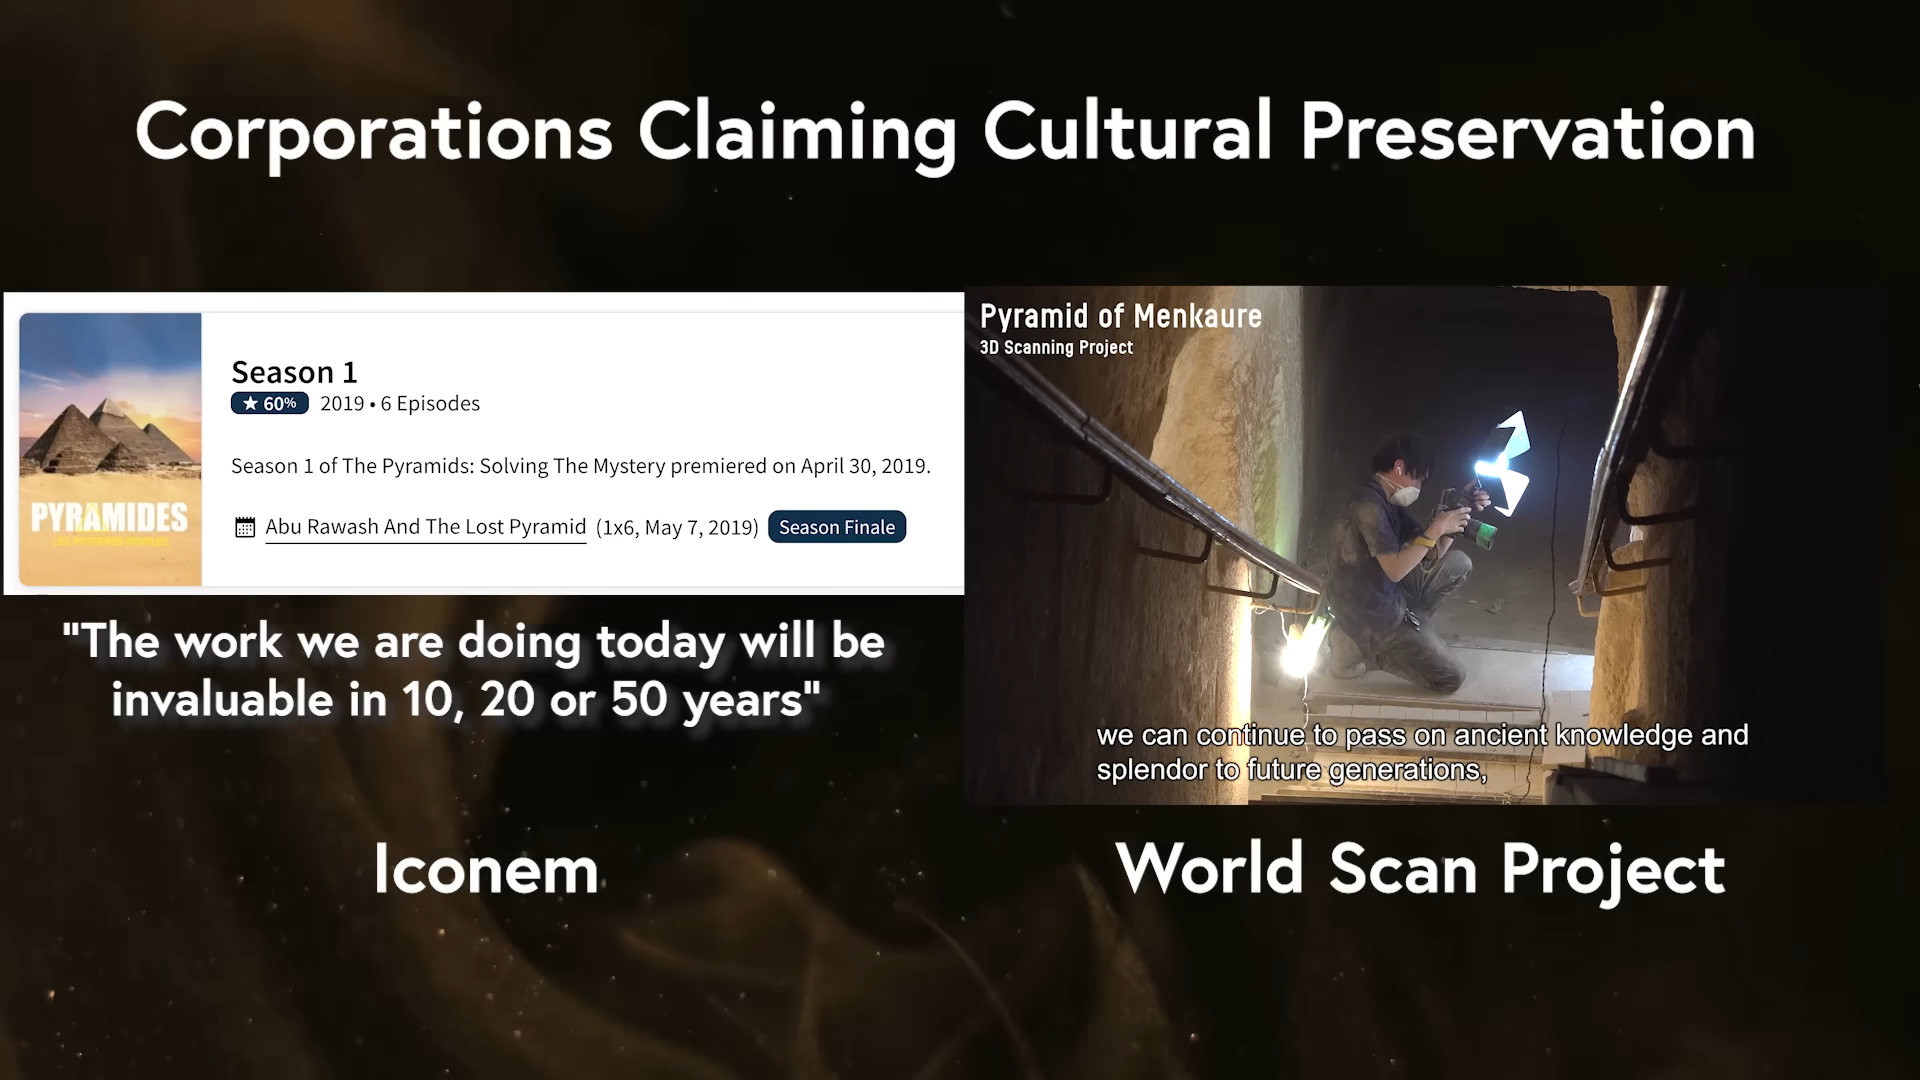 Corporations Claiming Cultural Preservation
PYRAMIDES
Season 1
★ 60% 2019 • 6 Episodes
Season 1 of The Pyramids: Solving The Mystery premiered on April 30, 2019.
Abu Rawash And The Lost Pyramid (1x6, May 7, 2019) Season Finale
"The work we are doing today will be
invaluable in 10, 20 or 50 years"
Iconem
Pyramid of Menkaure
3D Scanning Project
we can continue to pass on ancient knowledge and
splendor to future generations,
World Scan Project